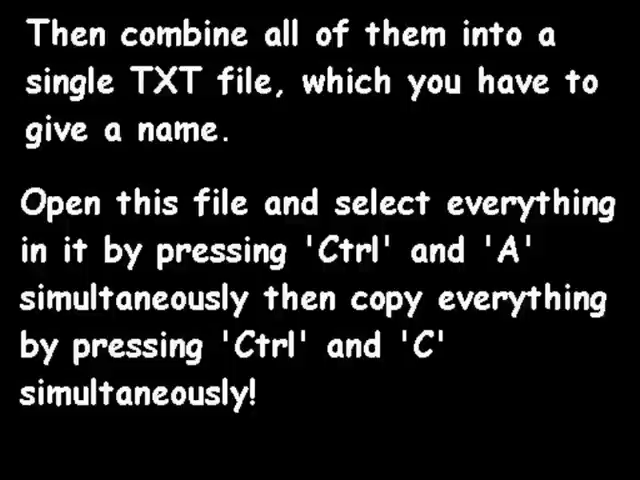 Then combine all of them into a
single TXT file, which you have to
give a name.
Open this file and select everything
in it by pressing 'Ctrl' and 'A'
simultaneously then copy everything
by pressing 'Ctrl' and 'C'
simultaneously!